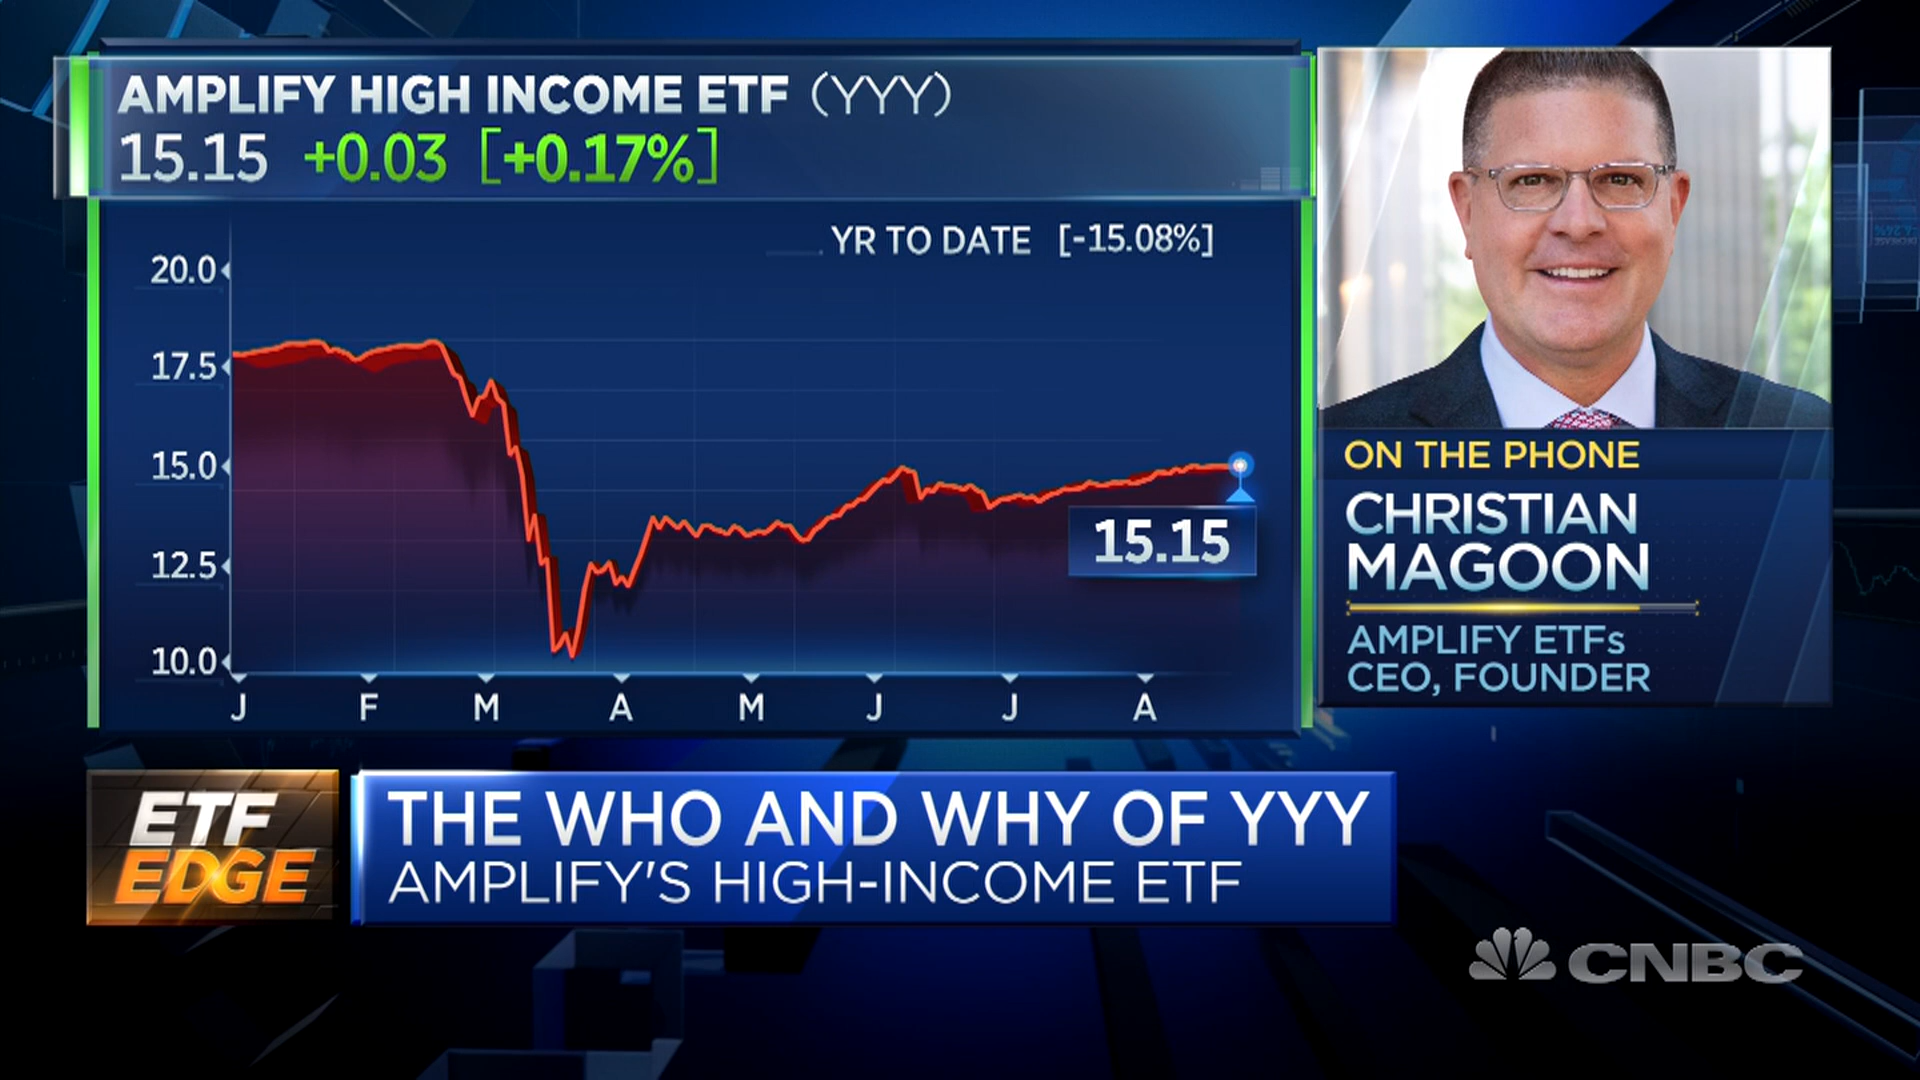 AMPLIFY HIGH INCOME ETF (YYY)
15.15 +0.03 [+0.17%]
YR TO DATE [-15.08%]
20.0
17.5
15.0
12.5
10.0
15.15
J F M A M J J A
ON THE PHONE
CHRISTIAN
MAGOON
AMPLIFY ETFs
CEO, FOUNDER
ETF
EDGE
THE WHO AND WHY OF YYY
AMPLIFY'S HIGH-INCOME ETF
CNBC